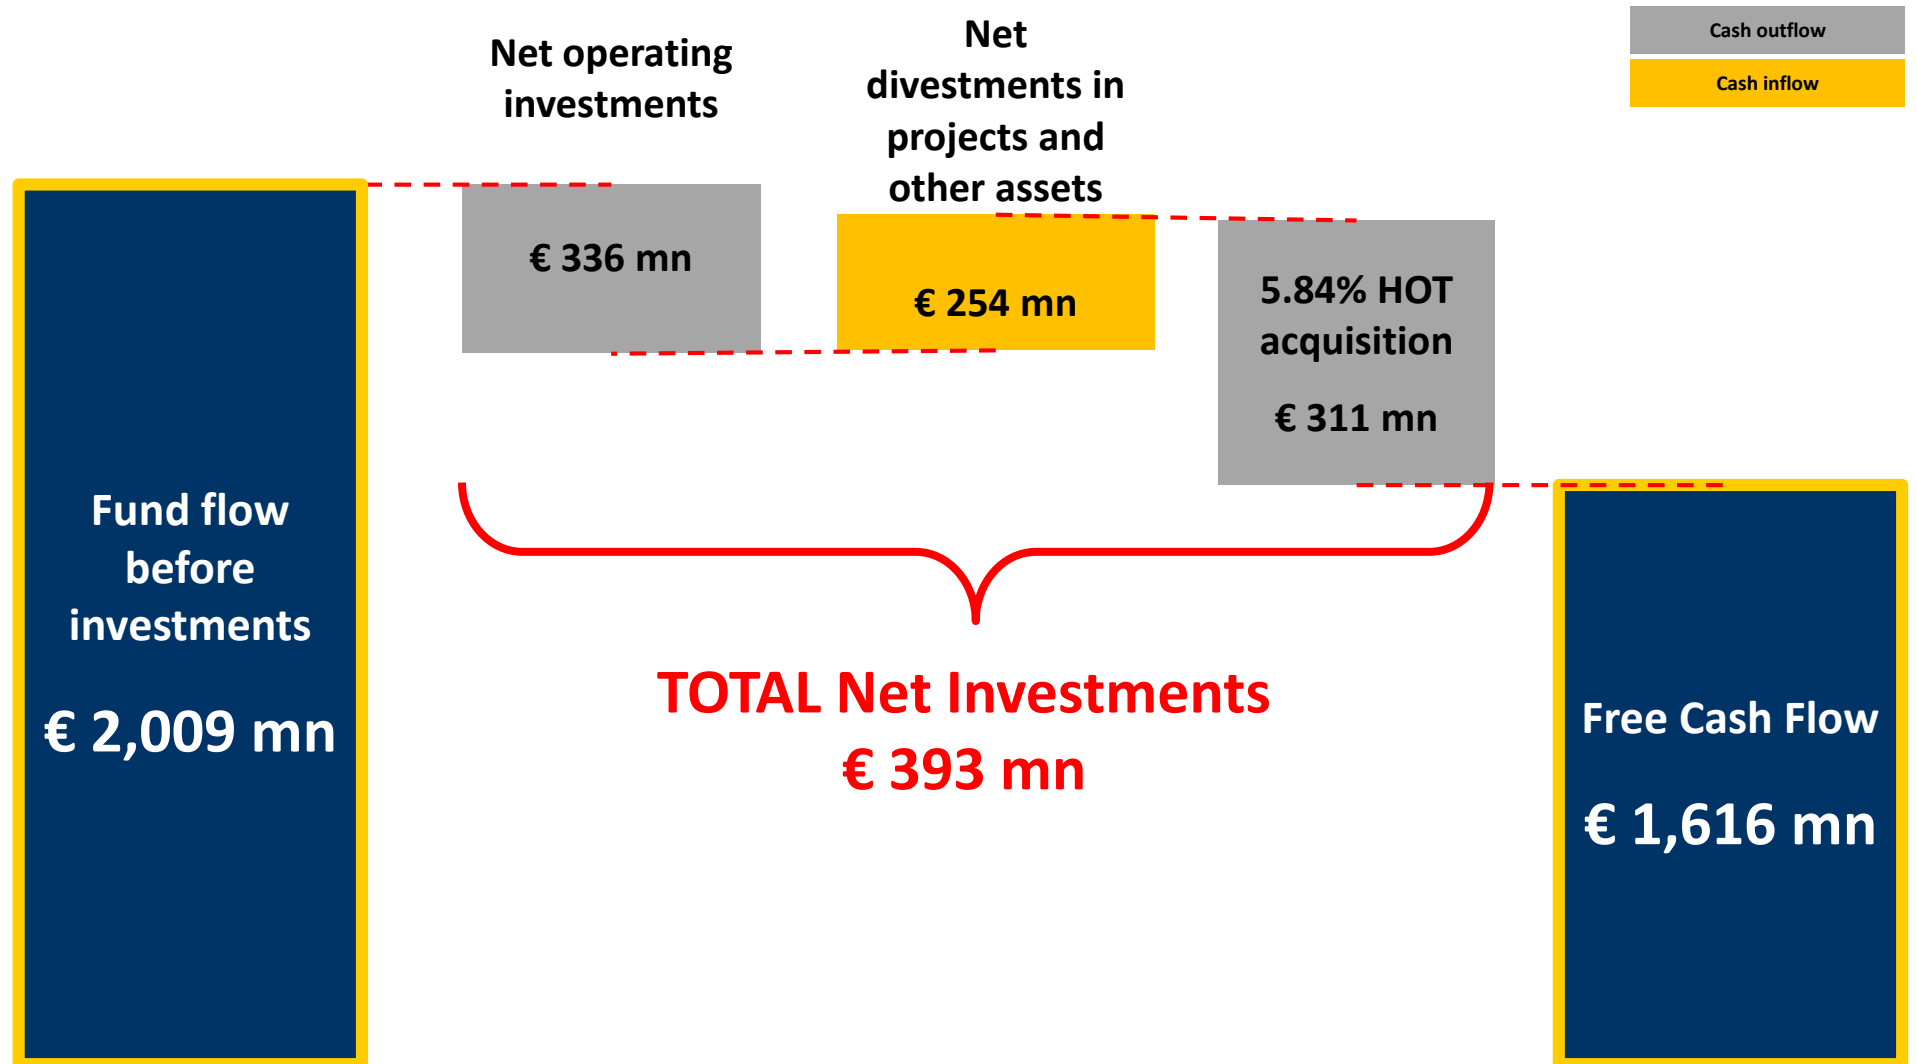 Cash outflow
Cash inflow
Net operating
investments
Net
divestments in
projects and
other assets
€ 336 mn
€ 254 mn
5.84% HOT
acquisition
€ 311 mn
Fund flow
before
investments
€ 2,009 mn
TOTAL Net Investments
€ 393 mn
Free Cash Flow
€ 1,616 mn